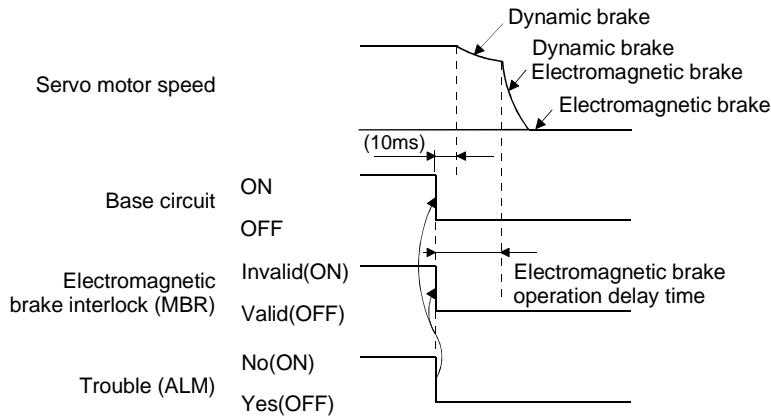 Dynamic brake
Dynamic brake
Electromagnetic brake
Servo motor speed
Electromagnetic brake
(10ms)
ON
Base circuit
OFF
Electromagnetic
brake interlock (MBR)
Invalid(ON)
Valid(OFF)
Electromagnetic brake
operation delay time
No(ON)
Trouble (ALM)
Yes(OFF)